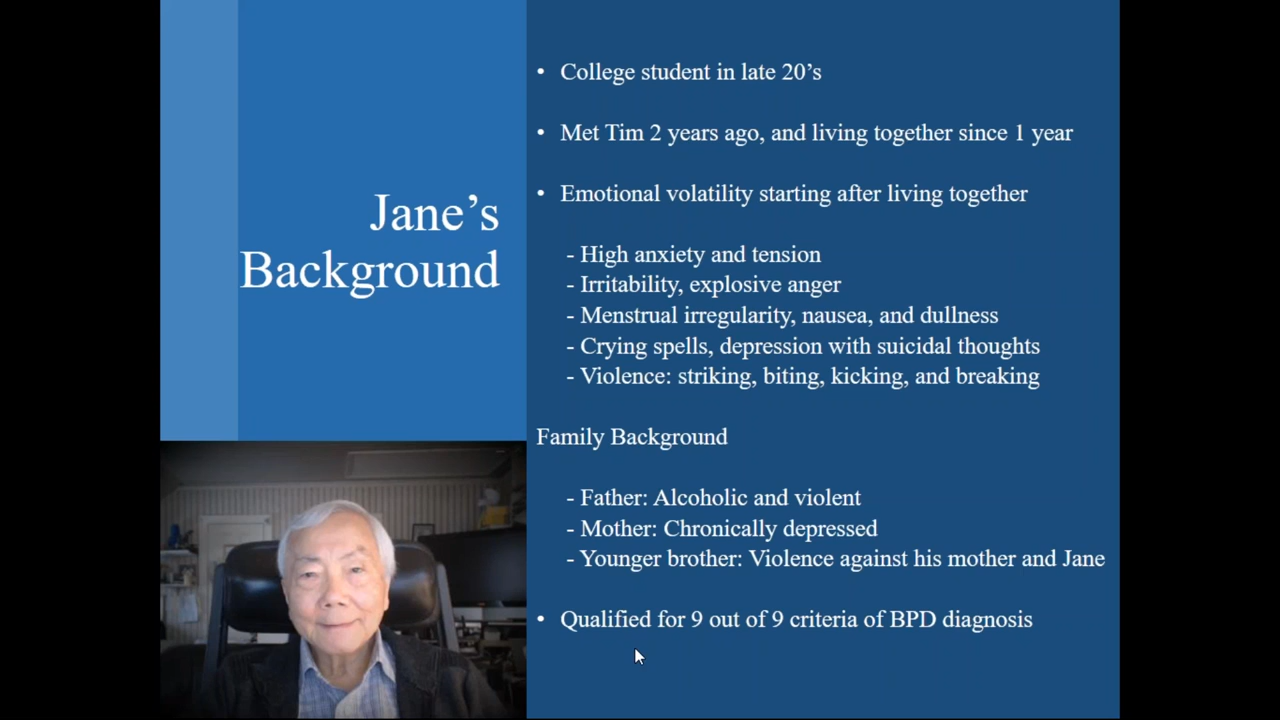 Jane’s
Background
• College student in late 20’s
• Met Tim 2 years ago, and living together since 1 year
• Emotional volatility starting after living together
- High anxiety and tension
- Irritability, explosive anger
- Menstrual irregularity, nausea, and dullness
- Crying spells, depression with suicidal thoughts
- Violence: striking, biting, kicking, and breaking
Family Background
- Father: Alcoholic and violent
- Mother: Chronically depressed
- Younger brother: Violence against his mother and Jane
• Qualified for 9 out of 9 criteria of BPD diagnosis